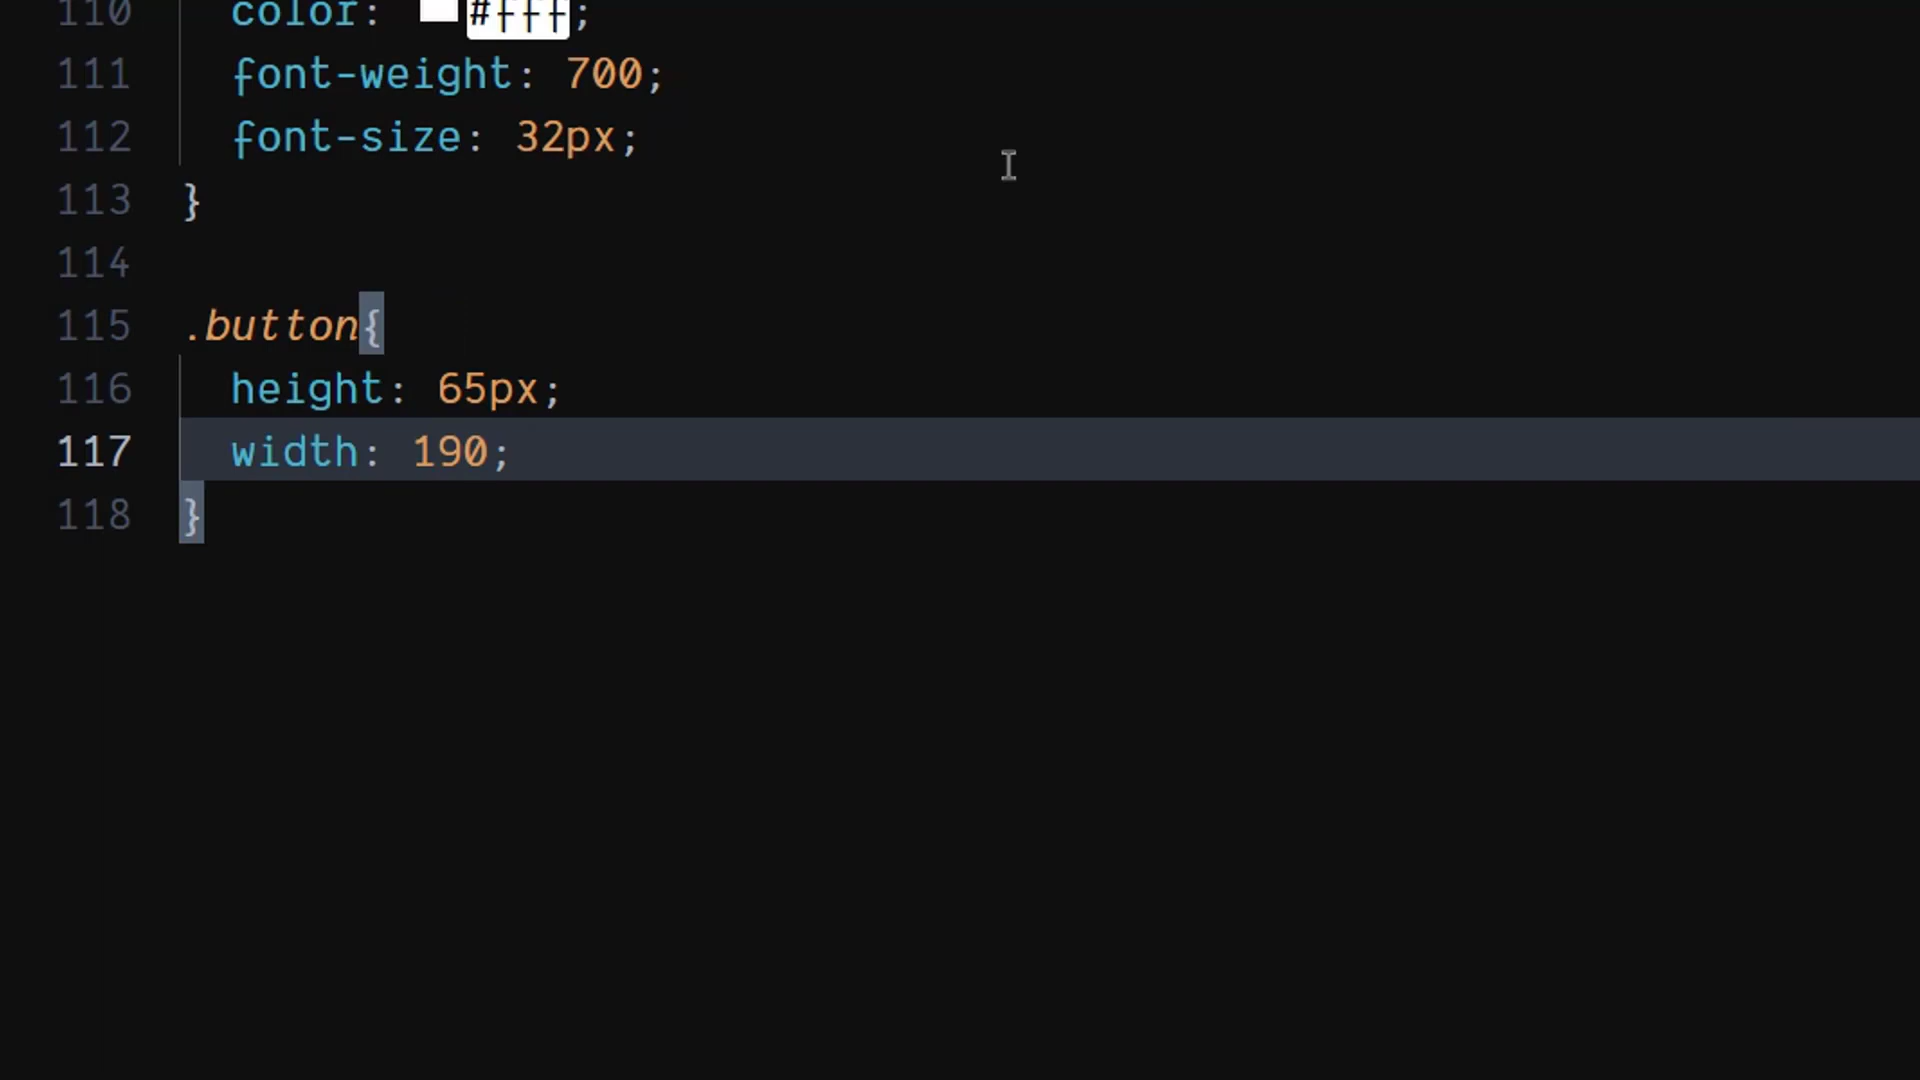 110 color: #fff;
111 font-weight: 700;
112 font-size: 32px;
113 }
114
115 .button{
116 height: 65px;
117 width: 190;
118 }